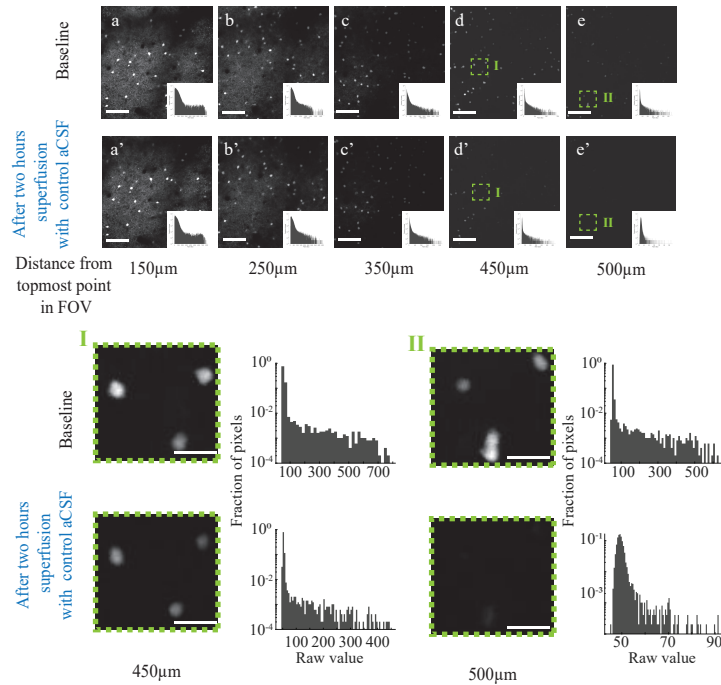 a b c d e
Baseline
I
II
a’ b’ c’ d’ e’
After two hours
superfusion
with control aCSF
I
II
Distance from
topmost point
in FOV
150µm 250µm 350µm 450µm 500µm
I
II
Baseline
Fraction of pixels
10⁰
10⁻²
10⁻⁴
100 300 500 700
Fraction of pixels
10⁰
10⁻²
10⁻⁴
100 300 500
After two hours
superfusion
with control aCSF
10⁰
10⁻²
10⁻⁴
100 200 300 400
Raw value
10⁻¹
10⁻³
50 70 90
Raw value
450µm
500µm